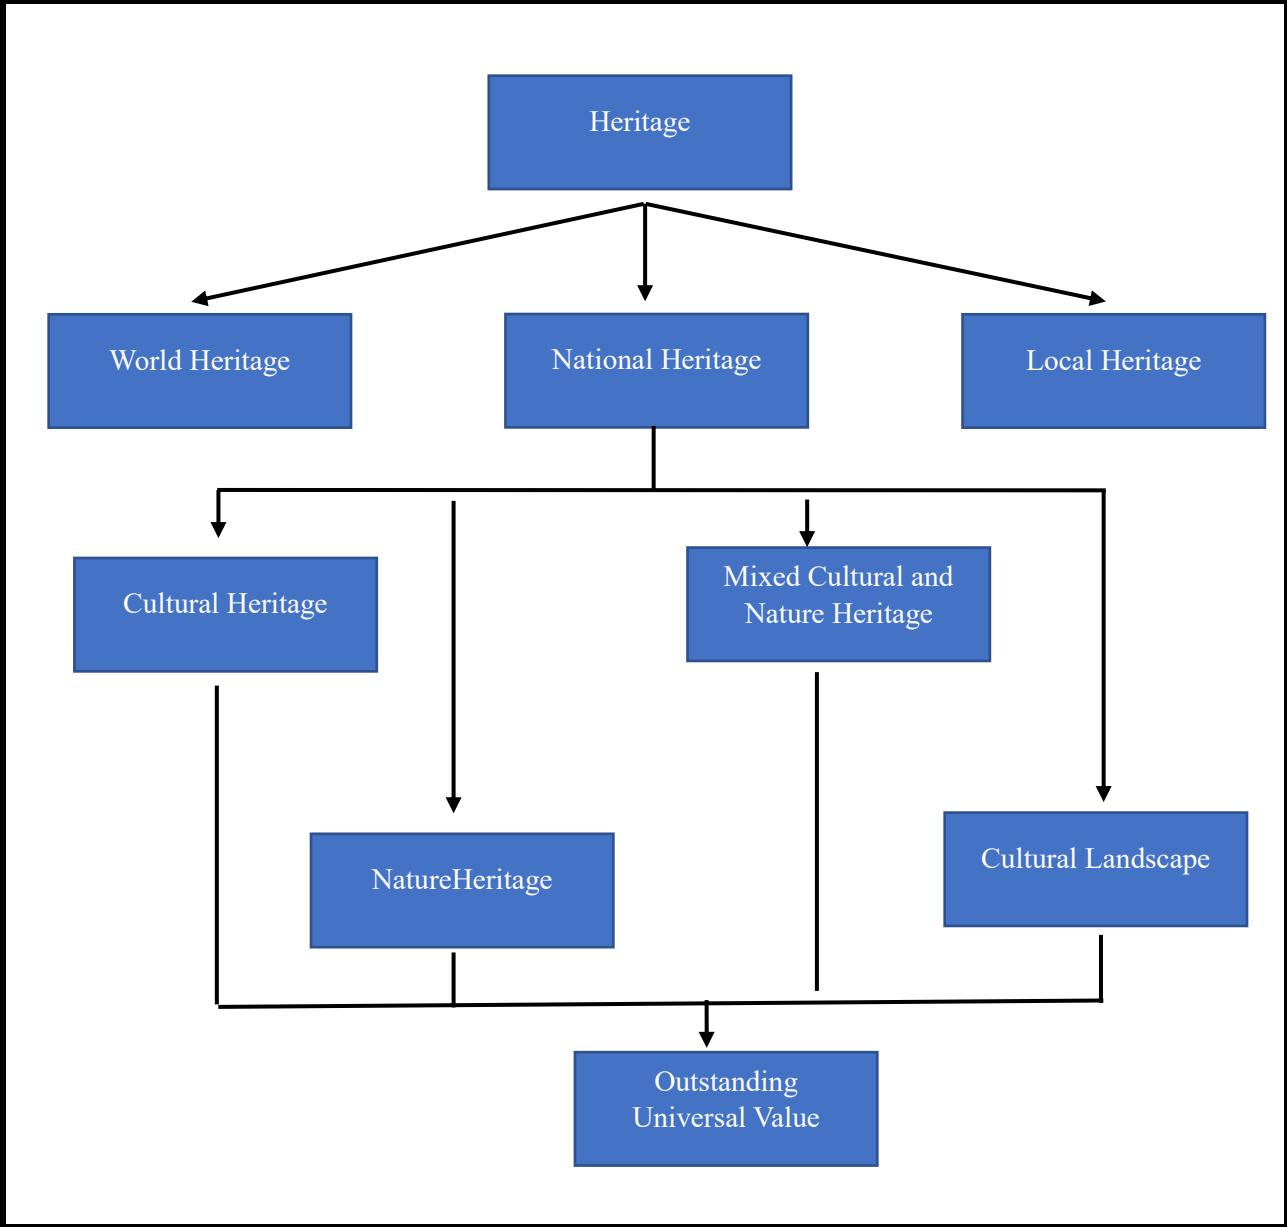 Heritage
World Heritage
National Heritage
Local Heritage
Cultural Heritage
Mixed Cultural and
Nature Heritage
NatureHeritage
Cultural Landscape
Outstanding
Universal Value